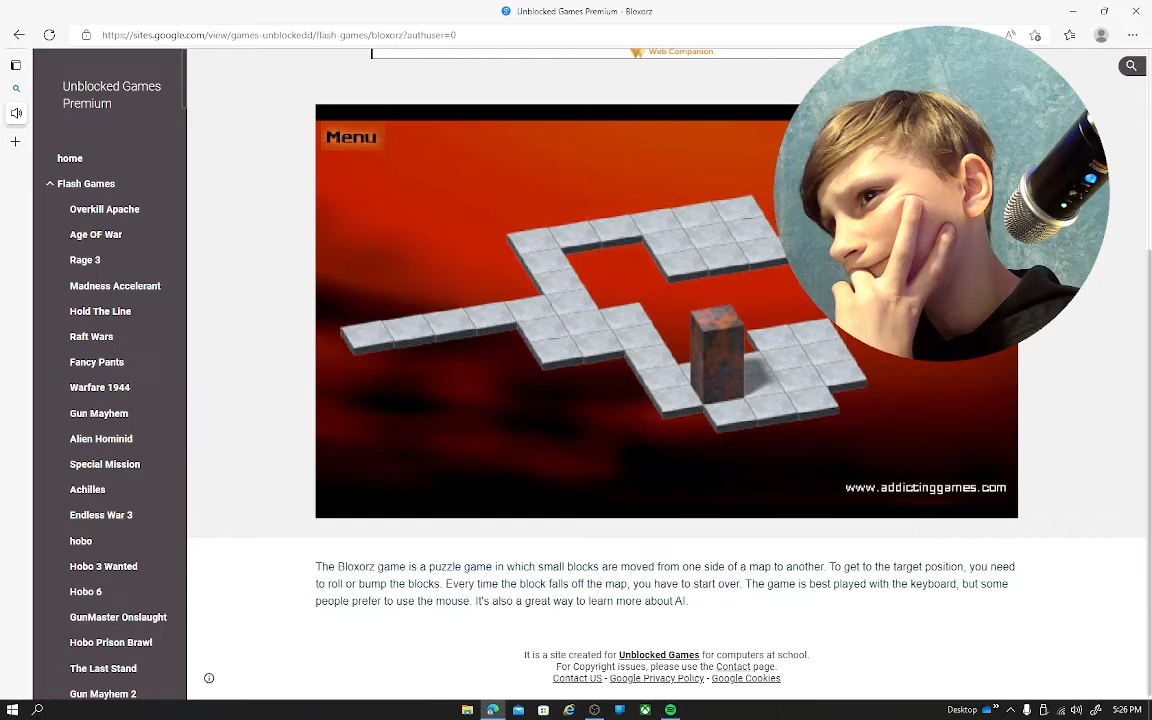 Unblocked Games Premium - Bloxorz
https://sites.google.com/view/games-unblockedd/flash-games/bloxorz?authuser=0
Web Companion
Unblocked Games
Premium
home
Flash Games
Overkill Apache
Age OF War
Rage 3
Madness Accelerant
Hold The Line
Raft Wars
Fancy Pants
Warfare 1944
Gun Mayhem
Alien Hominid
Special Mission
Achilles
Endless War 3
hobo
Hobo 3 Wanted
Hobo 6
GunMaster Onslaught
Hobo Prison Brawl
The Last Stand
Gun Mayhem 2
Menu
www.addictinggames.com
The Bloxorz game is a puzzle game in which small blocks are moved from one side of a map to another. To get to the target position, you need
to roll or bump the blocks. Every time the block falls off the map, you have to start over. The game is best played with the keyboard, but some
people prefer to use the mouse. It's also a great way to learn more about AI.
It is a site created for Unblocked Games for computers at school.
For Copyright issues, please use the Contact page.
Contact US - Google Privacy Policy - Google Cookies
Desktop
5:26 PM